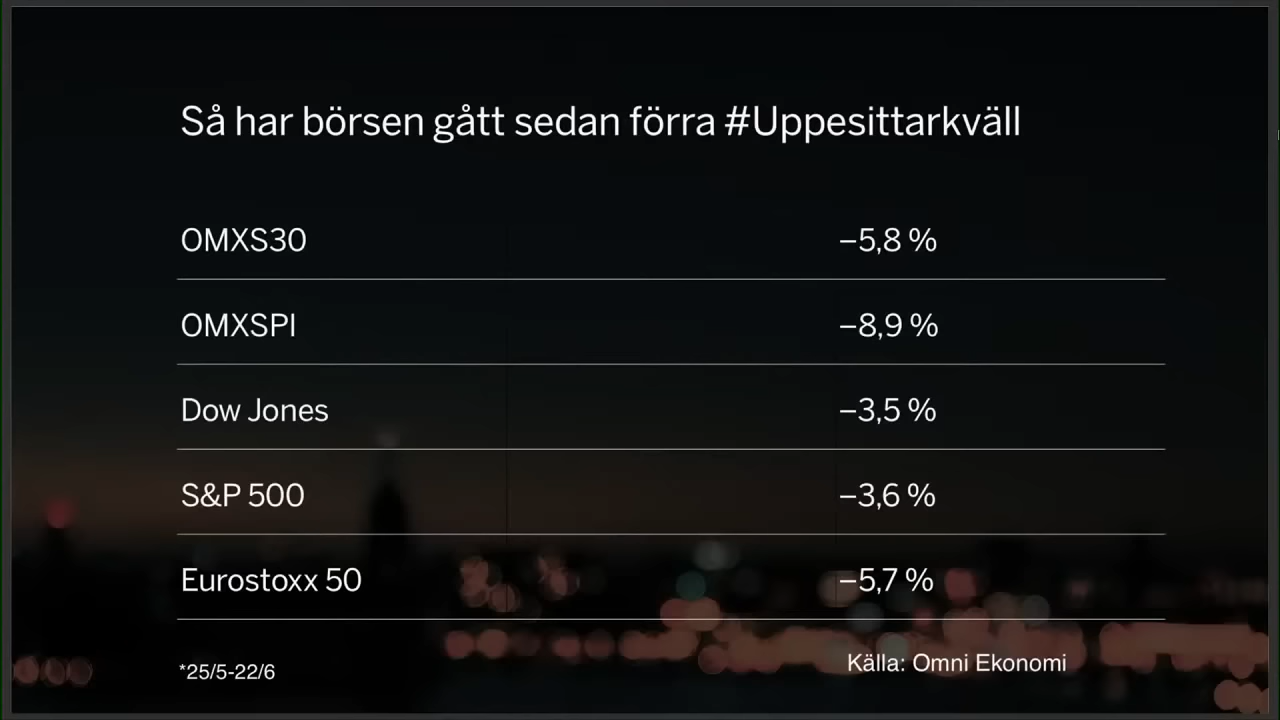 Så har börsen gått sedan förra #Uppesittarkväll
OMXS30 –5,8 %
OMXSPI –8,9 %
Dow Jones –3,5 %
S&P 500 –3,6 %
Eurostoxx 50 –5,7 %
*25/5-22/6 Källa: Omni Ekonomi